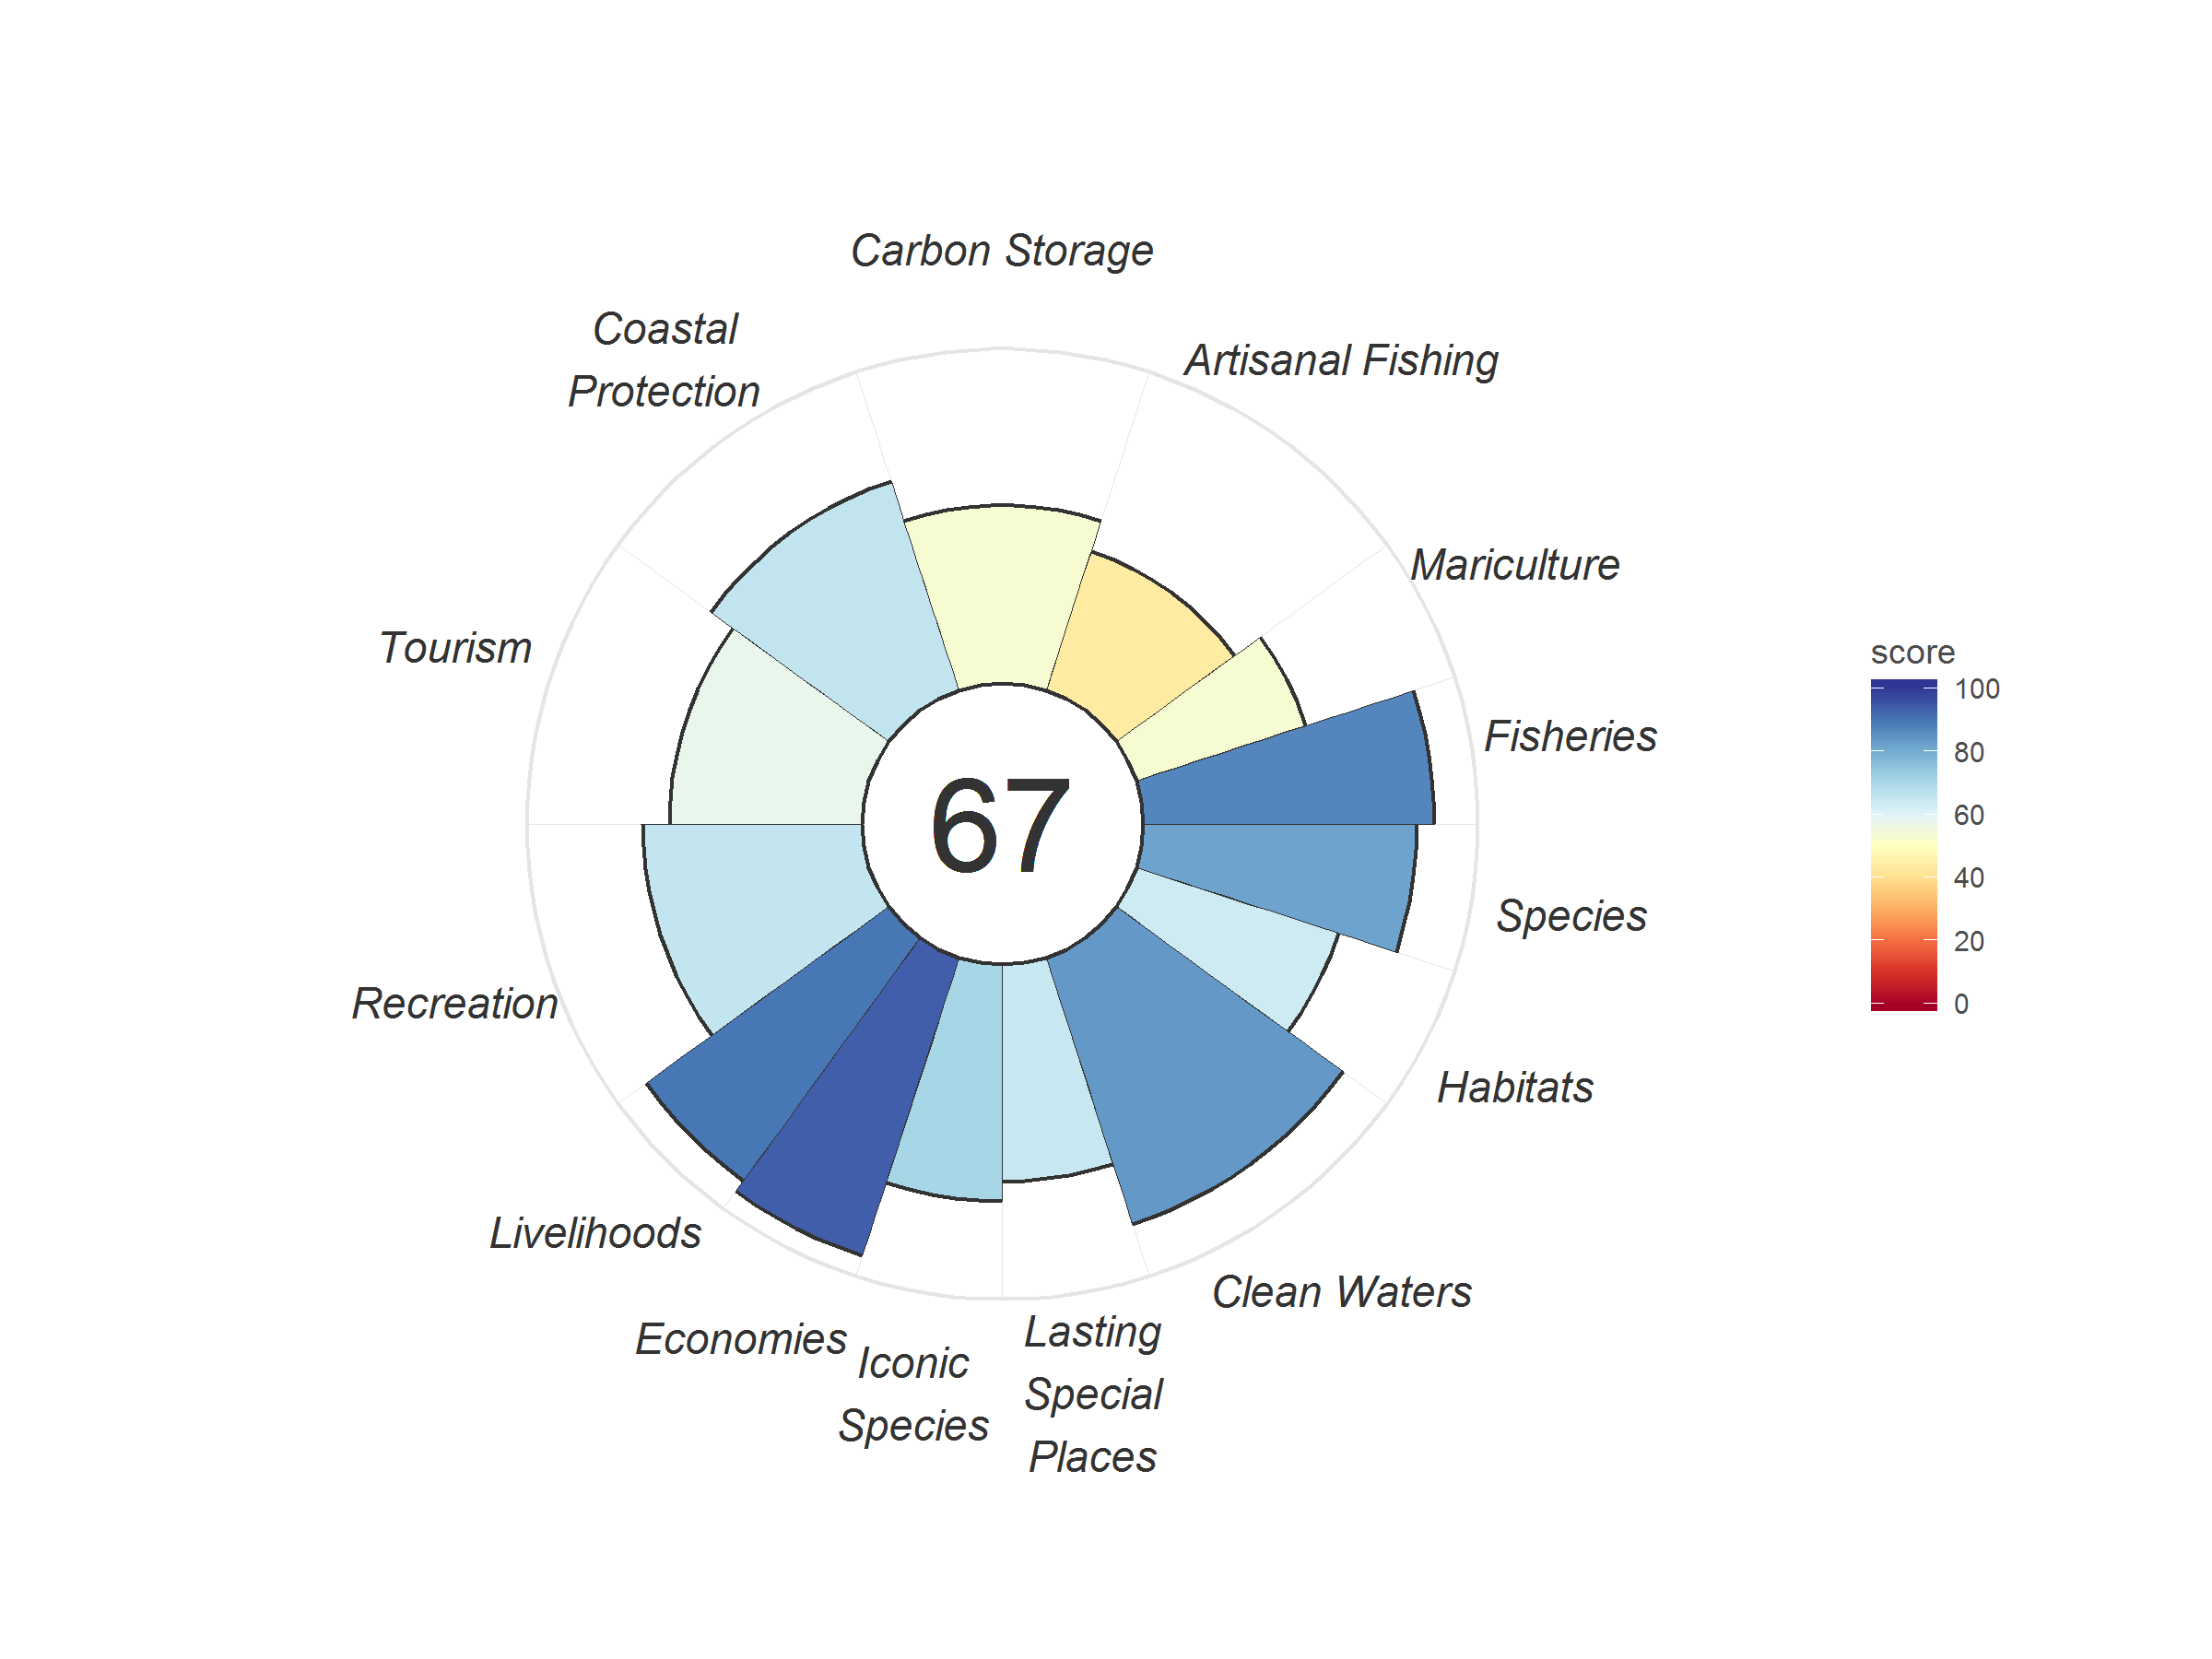 Carbon Storage
Coastal
Protection
Artisanal Fishing
Mariculture
Tourism
Fisheries
67
Species
Recreation
Habitats
Livelihoods
Clean Waters
Economies
Iconic
Species
Lasting
Special
Places
score
100
80
60
40
20
0